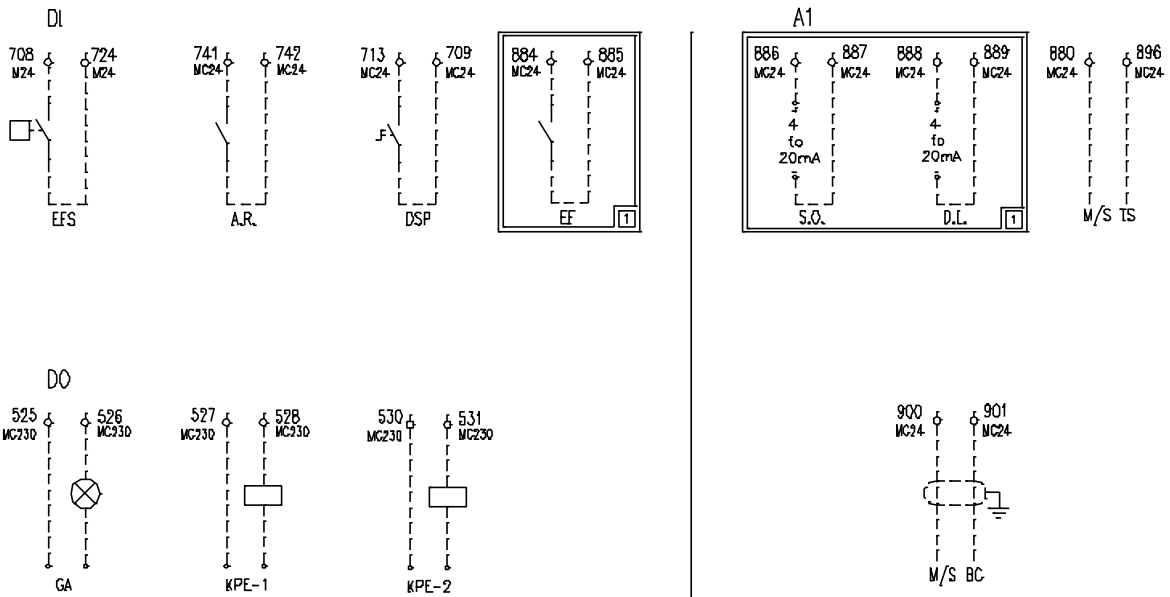 DI
708 724 741 742 713 709 884 885
M24 M24 MC24 MC24 MC24 MC24 MC24 MC24
EFS A.R. DSP EF 1
A1
886 887 888 889 880 896
MC24 MC24 MC24 MC24 MC24 MC24
4 4
to to
20mA 20mA
S.O. D.L. 1 M/S TS
DO
525 526 527 528 530 531
MC230 MC230 MC230 MC230 MC230 MC230
GA KPE-1 KPE-2
900 901
MC24 MC24
M/S BG